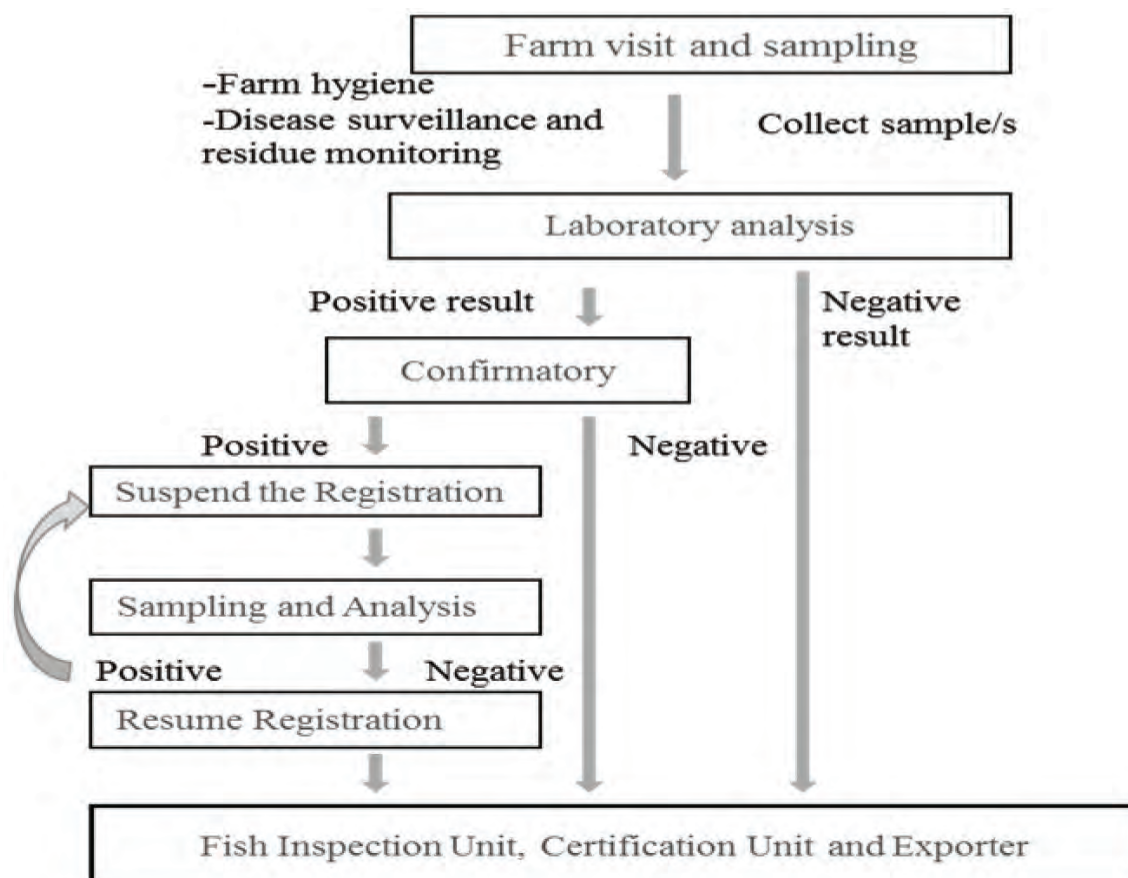 Farm visit and sampling
-Farm hygiene
-Disease surveillance and
residue monitoring
Collect sample/s
Laboratory analysis
Positive result
Negative
result
Confirmatory
Positive
Negative
Suspend the Registration
Sampling and Analysis
Positive
Negative
Resume Registration
Fish Inspection Unit, Certification Unit and Exporter